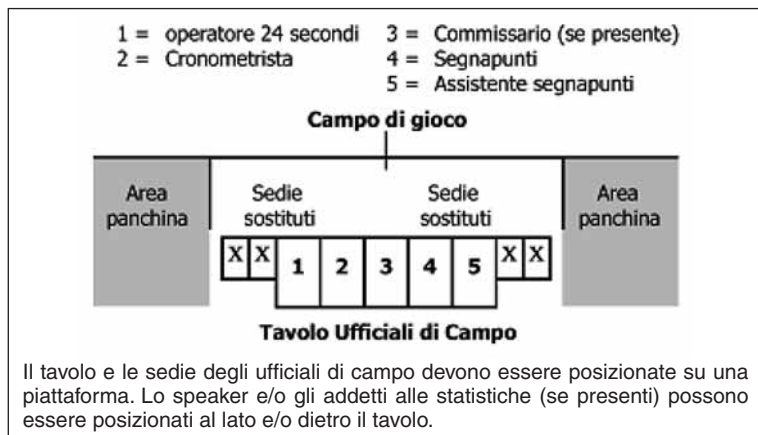 1 = operatore 24 secondi 3 = Commissario (se presente)
2 = Cronometrista 4 = Segnapunti
5 = Assistente segnapunti
Campo di gioco
Area panchina
Sedie sostituti
Sedie sostituti
Area panchina
X X 1 2 3 4 5 X X
Tavolo Ufficiali di Campo
Il tavolo e le sedie degli ufficiali di campo devono essere posizionate su una
piattaforma. Lo speaker e/o gli addetti alle statistiche (se presenti) possono
essere posizionati al lato e/o dietro il tavolo.